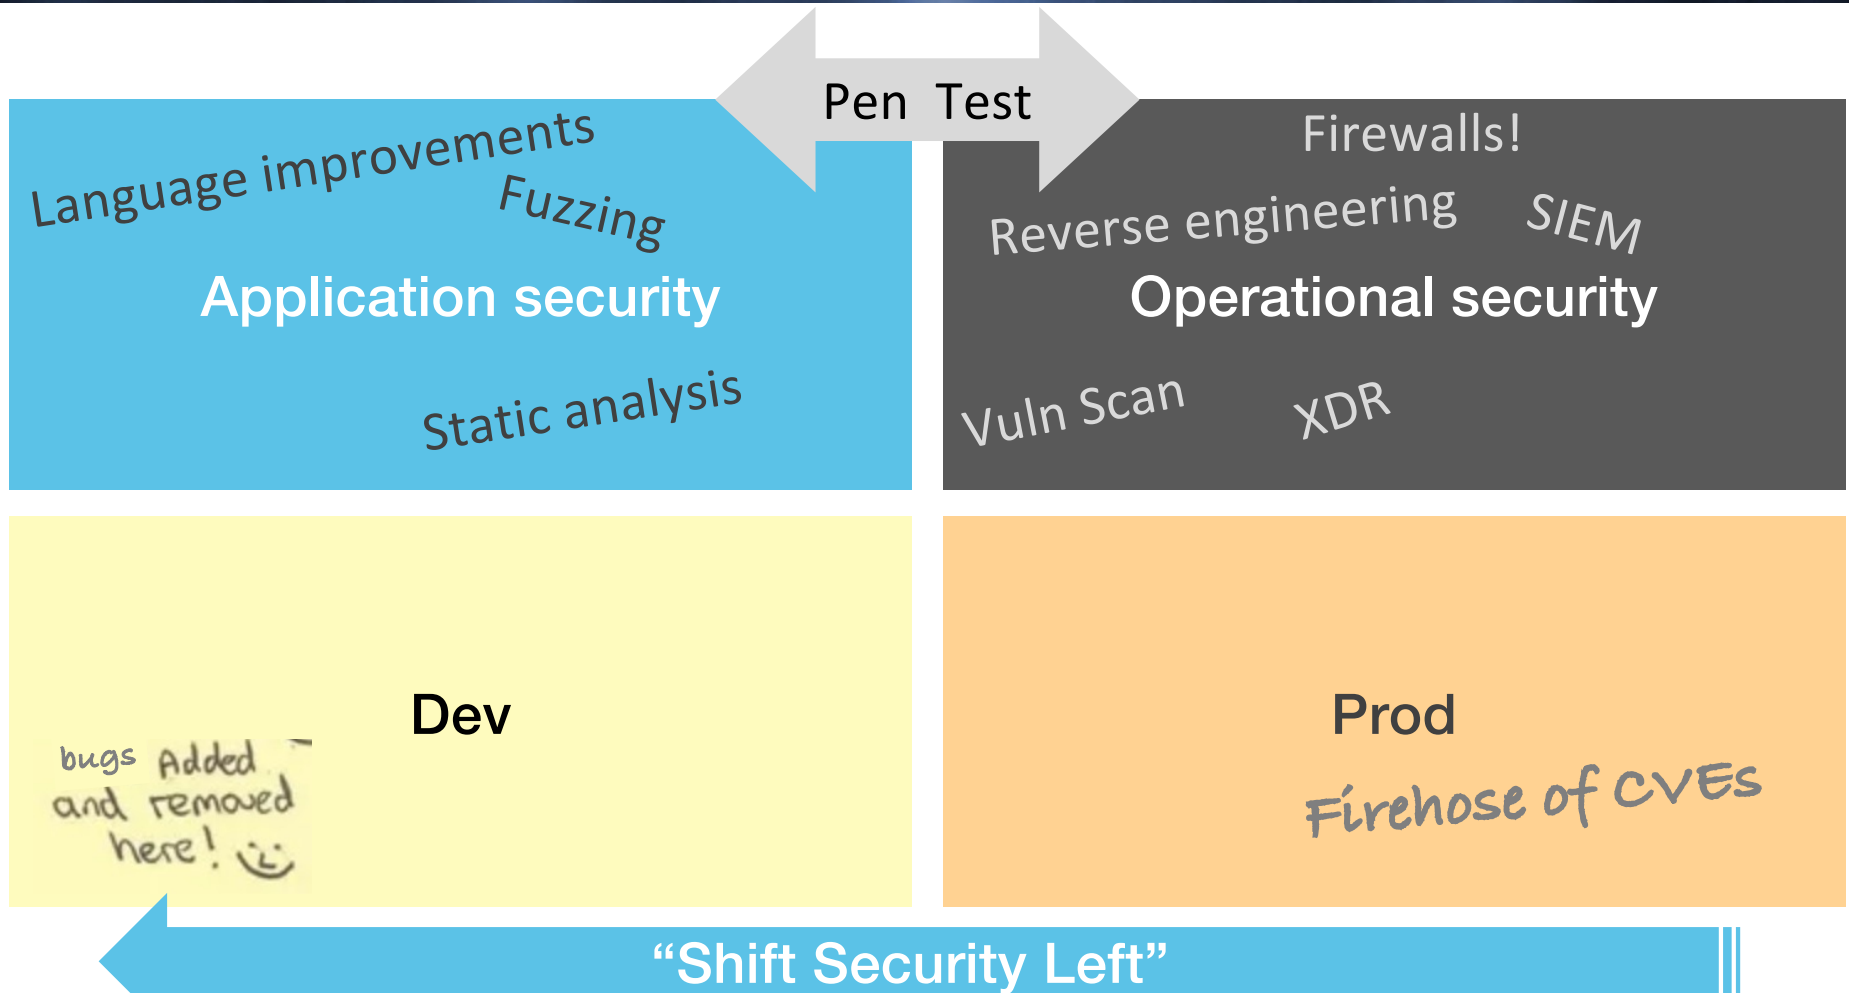 Pen Test
Language improvements
Fuzzing
Application security
Static analysis
Firewalls!
Reverse engineering
SIEM
Operational security
Vuln Scan
XDR
Dev
bugs Added
and removed
here!
Prod
Firehose of CVEs
“Shift Security Left”